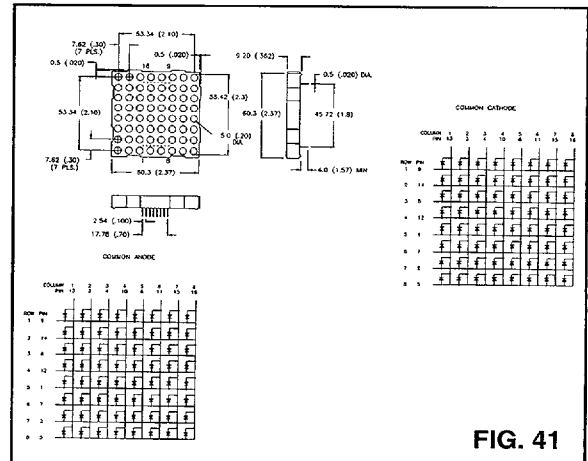 53.34 (2.10)
7.62 (.30)
(7 PLS.)
0.5 (.020)
0.5 (.020)
16 9
53.34
(2.10)
55.42 (2.3)
5.0 (.20)
DIA.
7.62 (.30)
(7 PLS)
1 8
60.3 (2.37)
9.20 (.362)
0.5 (.020) DIA.
60.3 (2.37)
45.72 (1.8)
4.0 (1.57) MIN
2.54 (.100)
17.78 (.70)
COMMON CATHODE
COLUMN 1 2 3 4 5 6 7 8
PIN 13 3 4 10 6 11 15 16
ROW PIN
1 9
2 14
3 8
4 12
5 1
6 7
7 2
8 5
COMMON ANODE
COLUMN 1 2 3 4 5 6 7 8
PIN 13 3 4 10 6 11 15 16
ROW PIN
1 9
2 14
3 8
4 12
5 1
6 7
7 2
8 5
FIG. 41